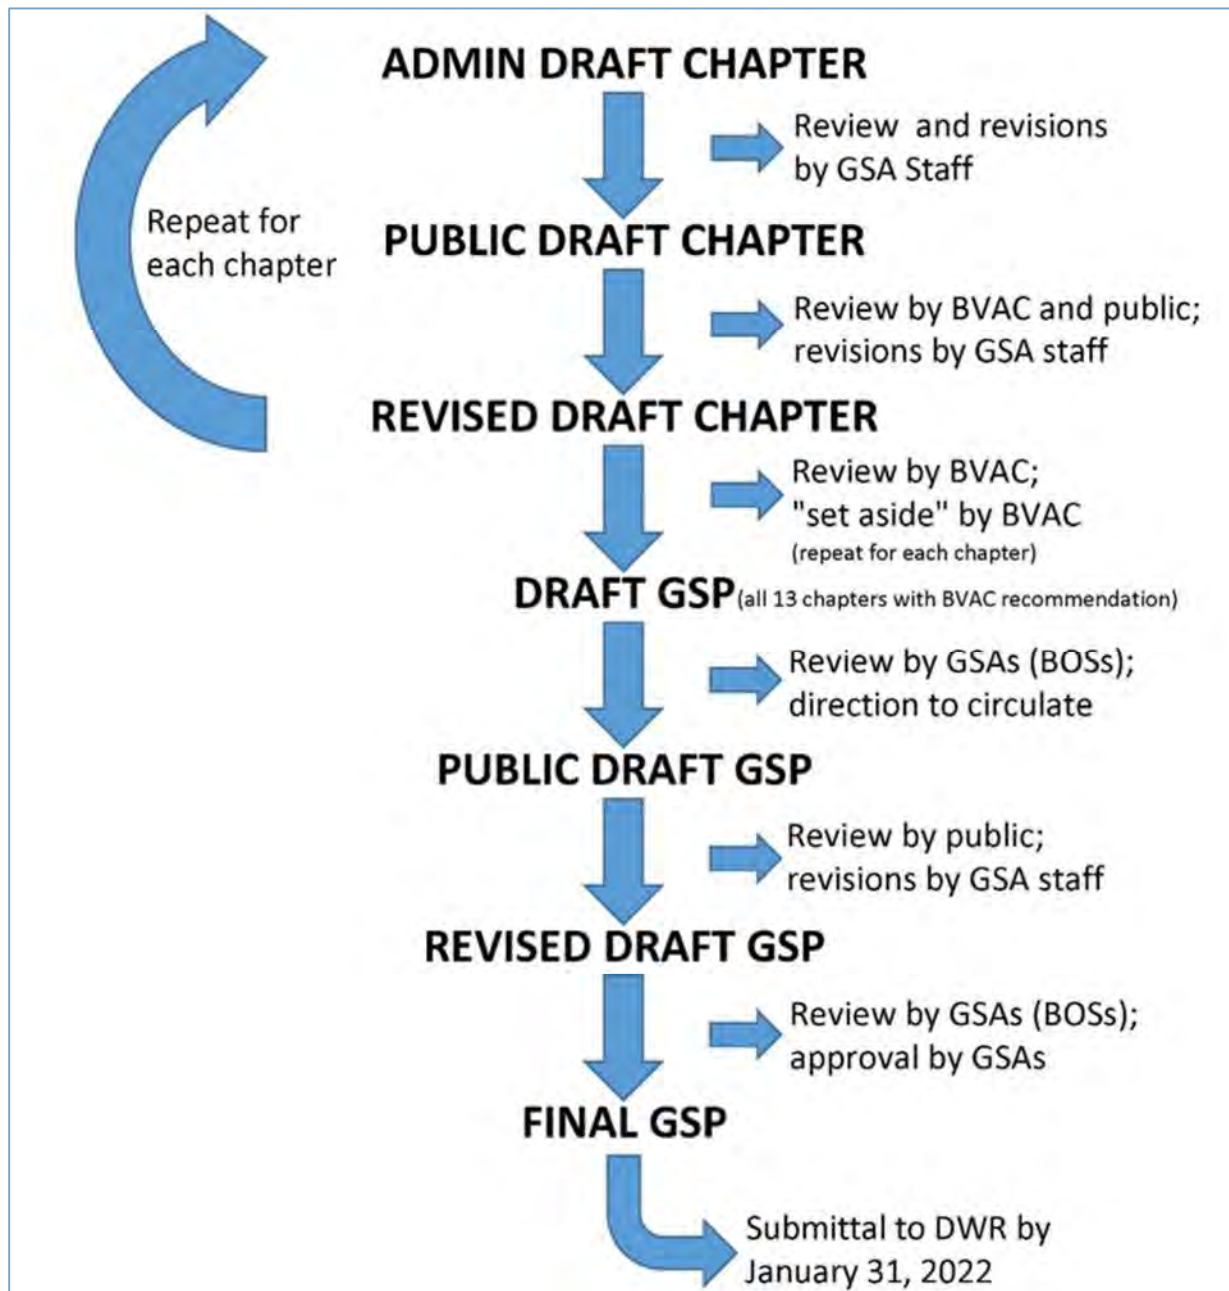 ADMIN DRAFT CHAPTER
Review and revisions
by GSA Staff
Repeat for
each chapter
PUBLIC DRAFT CHAPTER
Review by BVAC and public;
revisions by GSA staff
REVISED DRAFT CHAPTER
Review by BVAC;
"set aside" by BVAC
(repeat for each chapter)
DRAFT GSP (all 13 chapters with BVAC recommendation)
Review by GSAs (BOSs);
direction to circulate
PUBLIC DRAFT GSP
Review by public;
revisions by GSA staff
REVISED DRAFT GSP
Review by GSAs (BOSs);
approval by GSAs
FINAL GSP
Submittal to DWR by
January 31, 2022